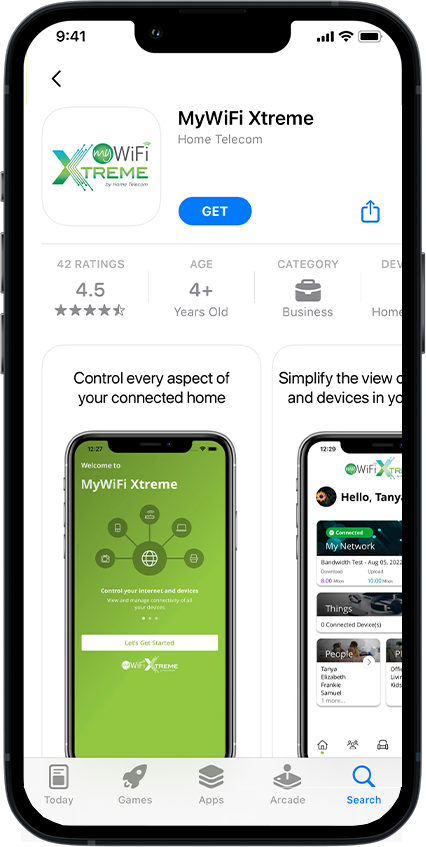 9:41
MyWiFi Xtreme
Home Telecom
my WiFi
XTREME
by Home Telecom
GET
42 RATINGS
4.5
AGE
4+
Years Old
CATEGORY
Business
DEV
Home
Control every aspect of
your connected home
12:27
Welcome to
MyWiFi Xtreme
Control your internet and devices
View and manage connectivity of all
your devices
Let's Get Started
my WiFi XTREME
Simplify the view o
and devices in yo
12:29
my WiFi XTREME
Hello, Tanya
Connected
My Network
Bandwidth Test - Aug 05, 2022
Download
Upload
8.00 Mbps
10.00 Mbps
Things
0 Connected Device(s)
People
Tanya
Elizabeth
Frankie
Samuel
1 more...
Pl
Offic
Livin
Kids
Today
Games
Apps
Arcade
Search